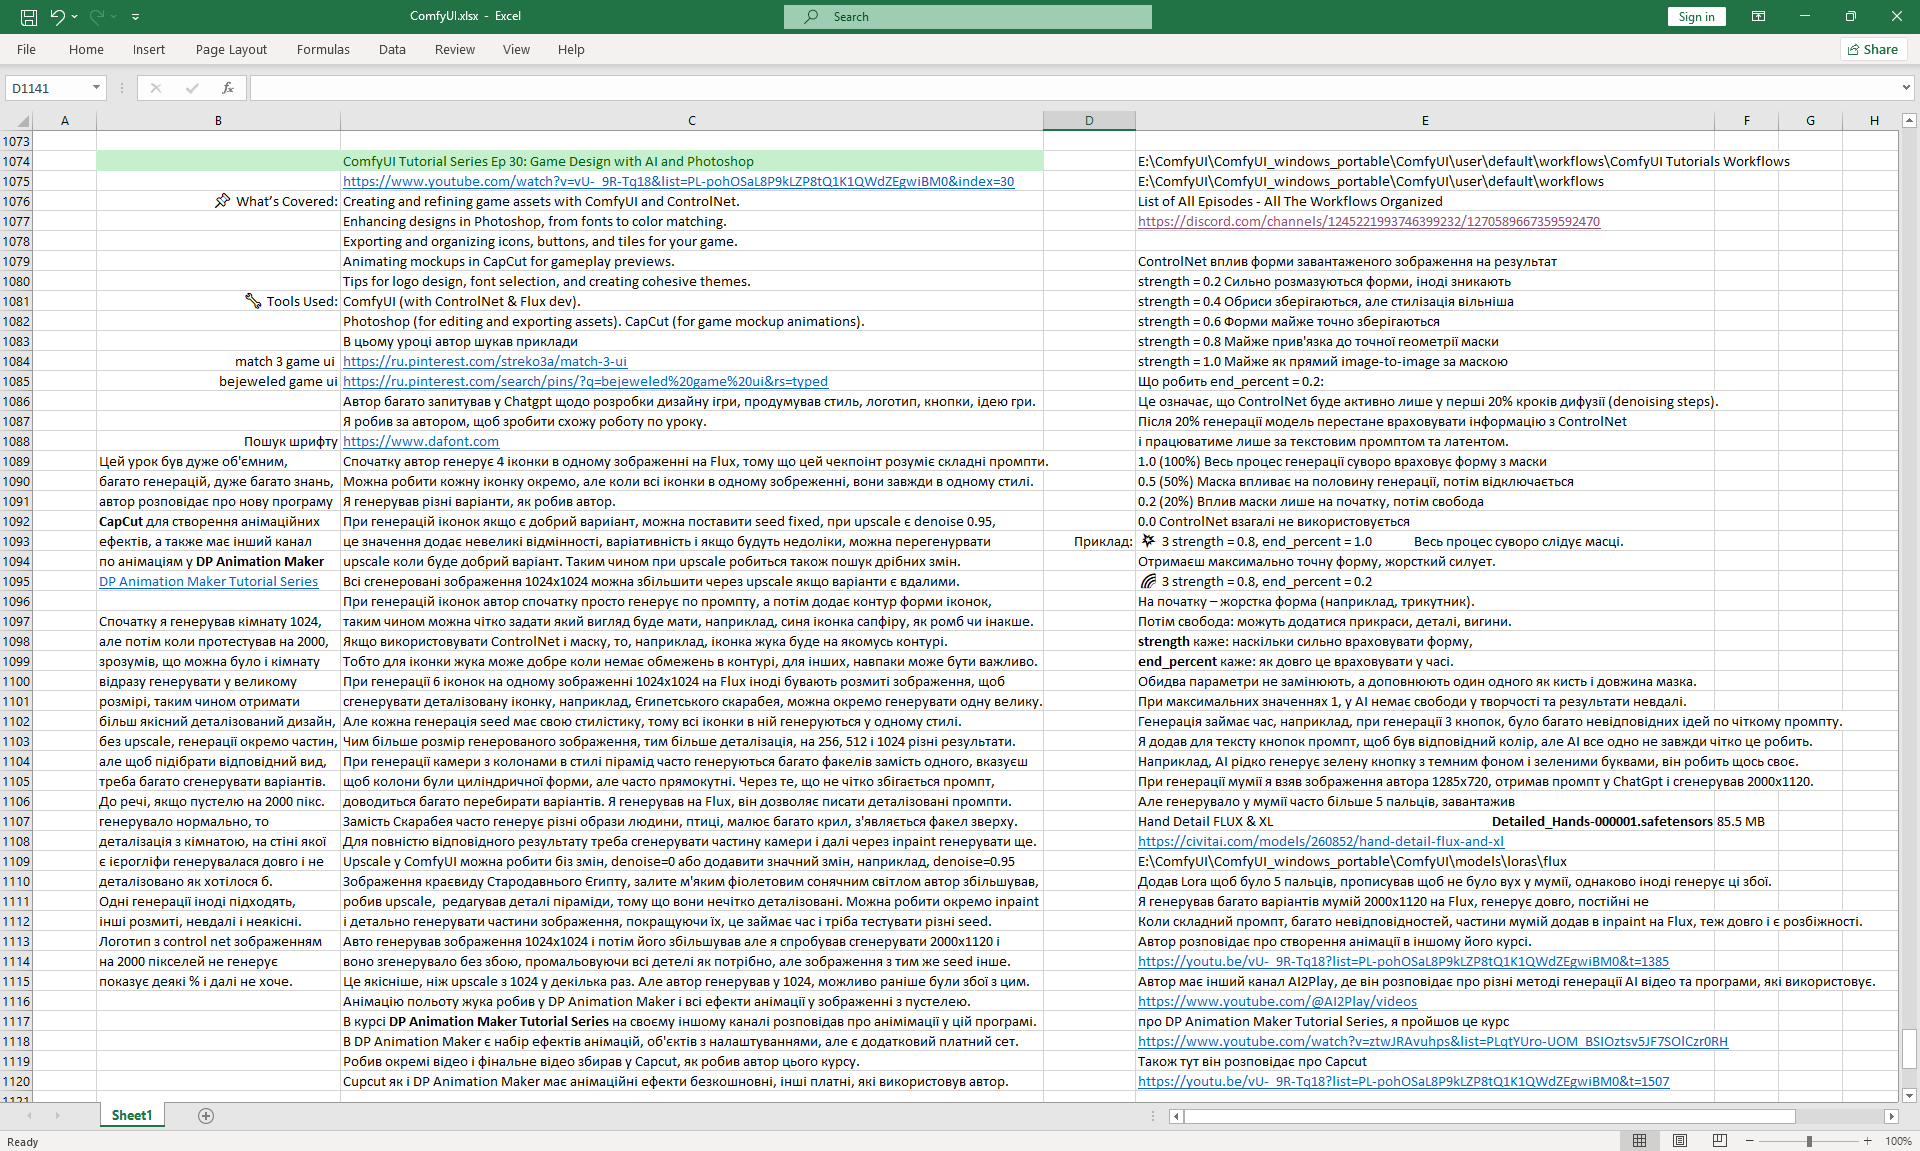 ComfyUI.xlsx - Excel
Search
Sign in
File Home Insert Page Layout Formulas Data Review View Help
Share
D1141
fx
A B C D E F G H
1073
1074 ComfyUI Tutorial Series Ep 30: Game Design with AI and Photoshop E:\ComfyUI\ComfyUI_windows_portable\ComfyUI\user\default\workflows\ComfyUI Tutorials Workflows
1075 https://www.youtube.com/watch?v=vU-_9R-Tq18&list=PL-pohOSaL8P9kLZP8tQ1K1QWdZEgwiBM0&index=30 E:\ComfyUI\ComfyUI_windows_portable\ComfyUI\user\default\workflows
1076 📌 What's Covered: Creating and refining game assets with ComfyUI and ControlNet. List of All Episodes - All The Workflows Organized
1077 Enhancing designs in Photoshop, from fonts to color matching. https://discord.com/channels/1245221993746399232/1270589667359592470
1078 Exporting and organizing icons, buttons, and tiles for your game.
1079 Animating mockups in CapCut for gameplay previews. ControlNet вплив форми завантаженого зображення на результат
1080 Tips for logo design, font selection, and creating cohesive themes. strength = 0.2 Сильно розмазуються форми, іноді зникають
1081 🔧 Tools Used: ComfyUI (with ControlNet & Flux dev). strength = 0.4 Обриси зберігаються, але стилізація вільніша
1082 Photoshop (for editing and exporting assets). CapCut (for game mockup animations). strength = 0.6 Форми майже точно зберігаються
1083 В цьому уроці автор шукав приклади strength = 0.8 Майже прив'язка до точної геометрії маски
1084 match 3 game ui https://ru.pinterest.com/streko3a/match-3-ui strength = 1.0 Майже як прямий image-to-image за маскою
1085 bejeweled game ui https://ru.pinterest.com/search/pins/?q=bejeweled%20game%20ui&rs=typed Що робить end_percent = 0.2:
1086 Автор багато запитував у Chatgpt щодо розробки дизайну ігри, продумував стиль, логотип, кнопки, ідею гри. Це означає, що ControlNet буде активно лише у перші 20% кроків дифузії (denoising steps).
1087 Я робив за автором, щоб зробити схожу роботу по уроку. Після 20% генерації модель перестане враховувати інформацію з ControlNet
1088 Пошук шрифту https://www.dafont.com і працюватиме лише за текстовим промптом та латентом.
1089 Цей урок був дуже об'ємним, Спочатку автор генерує 4 іконки в одному зображенні на Flux, тому що цей чекпоінт розуміє складні промпти. 1.0 (100%) Весь процес генерації суворо враховує форму з маски
1090 багато генерацій, дуже багато знань, Можна робити кожну іконку окремо, але коли всі іконки в одному зобреженні, вони завжди в одному стилі. 0.5 (50%) Маска впливає на половину генерації, потім відключається
1091 автор розповідає про нову програму Я генерував різні варіанти, як робив автор. 0.2 (20%) Вплив маски лише на початку, потім свобода
1092 CapCut для створення анімаційних При генерацій іконок якщо є добрий вариіант, можна поставити seed fixed, при upscale є denoise 0.95, 0.0 ControlNet взагалі не використовується
1093 ефектів, а також має інший канал це значення додає невеликі відмінності, варіативність і якщо будуть недоліки, можна перегенурвати Приклад: 💥 З strength = 0.8, end_percent = 1.0 Весь процес суворо слідує масці.
1094 по анімаціям у DP Animation Maker upscale коли буде добрий варіант. Таким чином при upscale робиться також пошук дрібних змін. Отримаєш максимально точну форму, жорсткий силует.
1095 DP Animation Maker Tutorial Series Всі сгенеровані зображення 1024x1024 можна збільшити через upscale якщо варіанти є вдалими. 🌈 З strength = 0.8, end_percent = 0.2
1096 При генерацій іконок автор спочатку просто генерує по промпту, а потім додає контур форми іконок, На початку – жорстка форма (наприклад, трикутник).
1097 Спочатку я генерував кімнату 1024, таким чином можна чітко задати який вигляд буде мати, наприклад, синя іконка сапфіру, як ромб чи інакше. Потім свобода: можуть додатися прикраси, деталі, вигини.
1098 але потім коли протестував на 2000, Якщо використовувати ControlNet і маску, то, наприклад, іконка жука буде на якомусь контурі. strength каже: наскільки сильно враховувати форму,
1099 зрозумів, що можна було і кімнату Тобто для іконки жука може добре коли немає обмежень в контурі, для інших, навпаки може бути важливо. end_percent каже: як довго це враховувати у часі.
1100 відразу генерувати у великому При генерації 6 іконок на одному зображенні 1024x1024 на Flux іноді бувають розмиті зображення, щоб Обидва параметри не замінюють, а доповнюють один одного як кисть і довжина мазка.
1101 розмірі, таким чином отримати сгенерувати деталізовану іконку, наприклад, Єгипетського скарабея, можна окремо генерувати одну велику. При максимальних значеннях 1, у AI немає свободи у творчості та результати невдалі.
1102 більш якісний деталізований дизайн, Але кожна генерація seed має свою стилістику, тому всі іконки в ній генеруються у одному стилі. Генерація займає час, наприклад, при генерації 3 кнопок, було багато невідповідних ідей по чіткому промпту.
1103 без upscale, генерації окремо частин, Чим більше розмір генерованого зображення, тим більше деталізація, на 256, 512 і 1024 різні результати. Я додав для тексту кнопок промпт, щоб був відповідний колір, але AI все одно не завжди чітко це робить.
1104 але щоб підібрати відповідний вид, При генерації камери з колонами в стилі пірамід часто генеруються багато факелів замість одного, вказуєш Наприклад, AI рідко генерує зелену кнопку з темним фоном і зеленими буквами, він робить щось своє.
1105 треба багато сгенерувати варіантів. щоб колони були циліндричної форми, але часто прямокутні. Через те, що не чітко збігається промпт, При генерації мумії я взяв зображення автора 1285x720, отримав промпт у ChatGpt і сгенерував 2000x1120.
1106 До речі, якщо пустелю на 2000 пікс. доводиться багато перебирати варіантів. Я генерував на Flux, він дозволяє писати деталізовані промпти. Але генерувало у мумії часто більше 5 пальців, завантажив
1107 генерувало нормально, то Замість Скарабея часто генерує різні образи людини, птиці, малює багато крил, з'являється факел зверху. Hand Detail FLUX & XL Detailed_Hands-000001.safetensors 85.5 MB
1108 деталізація з кімнатою, на стіні якої Для повністю відповідного результату треба сгенерувати частину камери і далі через inpaint генерувати ще. https://civitai.com/models/260852/hand-detail-flux-and-xl
1109 є ієрогліфи генерувалася довго і не Upscale у ComfyUI можна робити біз змін, denoise=0 або додавити значний змін, наприклад, denoise=0.95 E:\ComfyUI\ComfyUI_windows_portable\ComfyUI\models\loras\flux
1110 деталізовано як хотілося б. Зображення краєвиду Стародавнього Єгипту, залите м'яким фіолетовим сонячним світлом автор збільшував, Додав Lora щоб було 5 пальців, прописував щоб не було вух у мумії, однаково іноді генерує ці збої.
1111 Одні генерації іноді підходять, робив upscale, редагував деталі піраміди, тому що вони нечітко деталізовані. Можна робити окремо inpaint Я генерував багато варіантів мумій 2000x1120 на Flux, генерує довго, постійні не
1112 інші розмиті, невдалі і неякисні. і детально генерувати частини зображення, покращуючи їх, це займає час і тріба тестувати різні seed. Коли складний промпт, багато невідповідностей, частини мумій додав в inpaint на Flux, теж довго і є розбіжності.
1113 Логотип з control net зображенням Авто генерував зображення 1024x1024 і потім його збільшував але я спробував сгенерувати 2000x1120 і Автор розповідає про створення анімації в іншому його курсі.
1114 на 2000 пікселей не генерує воно згенерувало без збою, промальовуючи всі детелі як потрібно, але зображення з тим же seed інше. https://youtu.be/vU-_9R-Tq18?list=PL-pohOSaL8P9kLZP8tQ1K1QWdZEgwiBM0&t=1385
1115 показує деякі % і далі не хоче. Це якісніше, ніж upscale з 1024 у декілька раз. Але автор генерував у 1024, можливо раніше були збої з цим. Автор має інший канал AI2Play, де він розповідає про різні методі генерації AI відео та програми, які використовує.
1116 Анімацію польоту жука робив у DP Animation Maker і всі ефекти анімації у зображенні з пустелею. https://www.youtube.com/@AI2Play/videos
1117 В курсі DP Animation Maker Tutorial Series на своєму іншому каналі розповідав про анімімації у цій програмі. про DP Animation Maker Tutorial Series, я пройшов це курс
1118 В DP Animation Maker є набір ефектів анімацій, об'єктів з налаштуваннями, але є додатковий платний сет. https://www.youtube.com/watch?v=ztwJRAvuhps&list=PLqtYUro-UOM_BSIOztsv5JF7SOlCzr0RH
1119 Робив окремі відео і фінальне відео збирав у Capcut, як робив автор цього курсу. Також тут він розповідає про Capcut
1120 Cupcut як і DP Animation Maker має анімаційні ефекти безкошновні, інші платні, які використовув автор. https://youtu.be/vU-_9R-Tq18?list=PL-pohOSaL8P9kLZP8tQ1K1QWdZEgwiBM0&t=1507
1121
Sheet1
Ready
100%